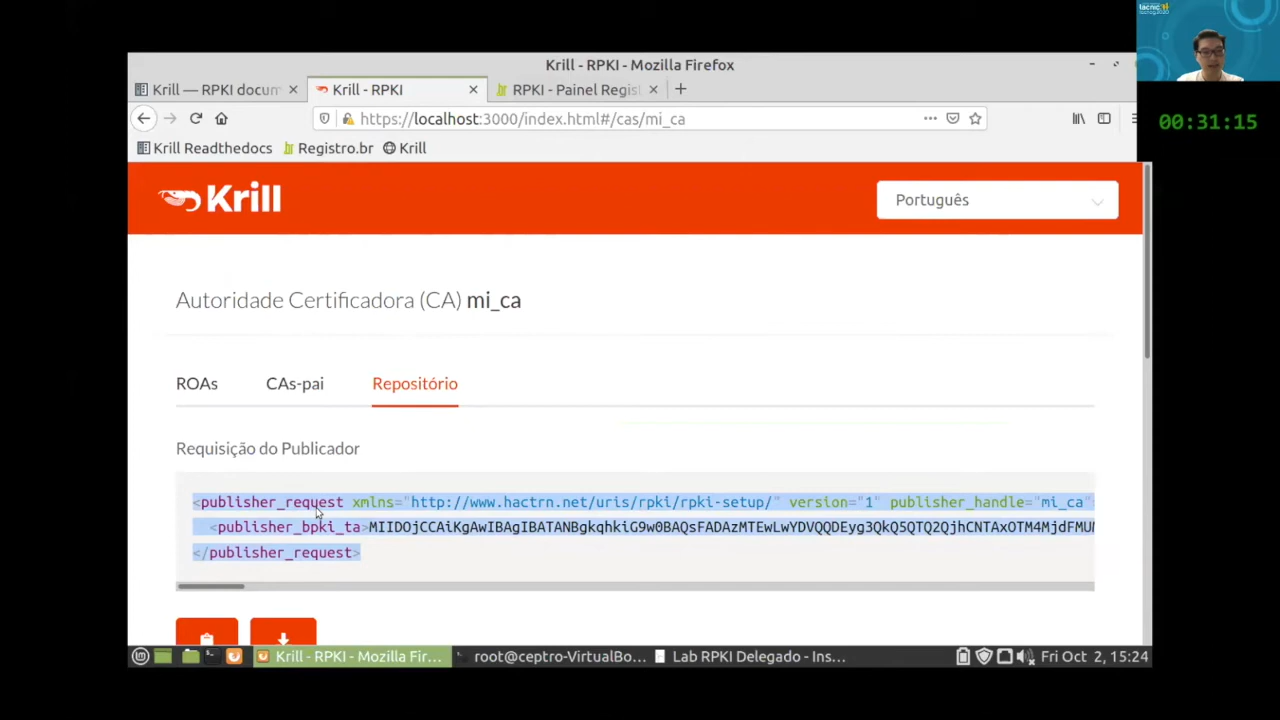 lacnic
Krill - RPKI - Mozilla Firefox
Krill — RPKI docum
Krill - RPKI
RPKI - Painel Regist
00:31:15
https://localhost:3000/index.html#/cas/mi_ca
Krill Readthedocs
Registro.br
Krill
Krill
Português
Autoridade Certificadora (CA) mi_ca
ROAs
CAs-pai
Repositório
Requisição do Publicador
<publisher_request xmlns="http://www.hactrn.net/uris/rpki/rpki-setup/" version="1" publisher_handle="mi_ca"
<publisher_bpki_ta>MIIDOjCCAiKgAwIBAgIBATANBgkqhkiG9w0BAQsFADAzMTEwLwYDVQQDEyg3QkQ5QTQ2QjhCNTAxOTM4MjdFMU
</publisher_request>
Krill - RPKI - Mozilla Fir...
root@ceptro-VirtualBo...
Lab RPKI Delegado - Ins...
Fri Oct 2, 15:24